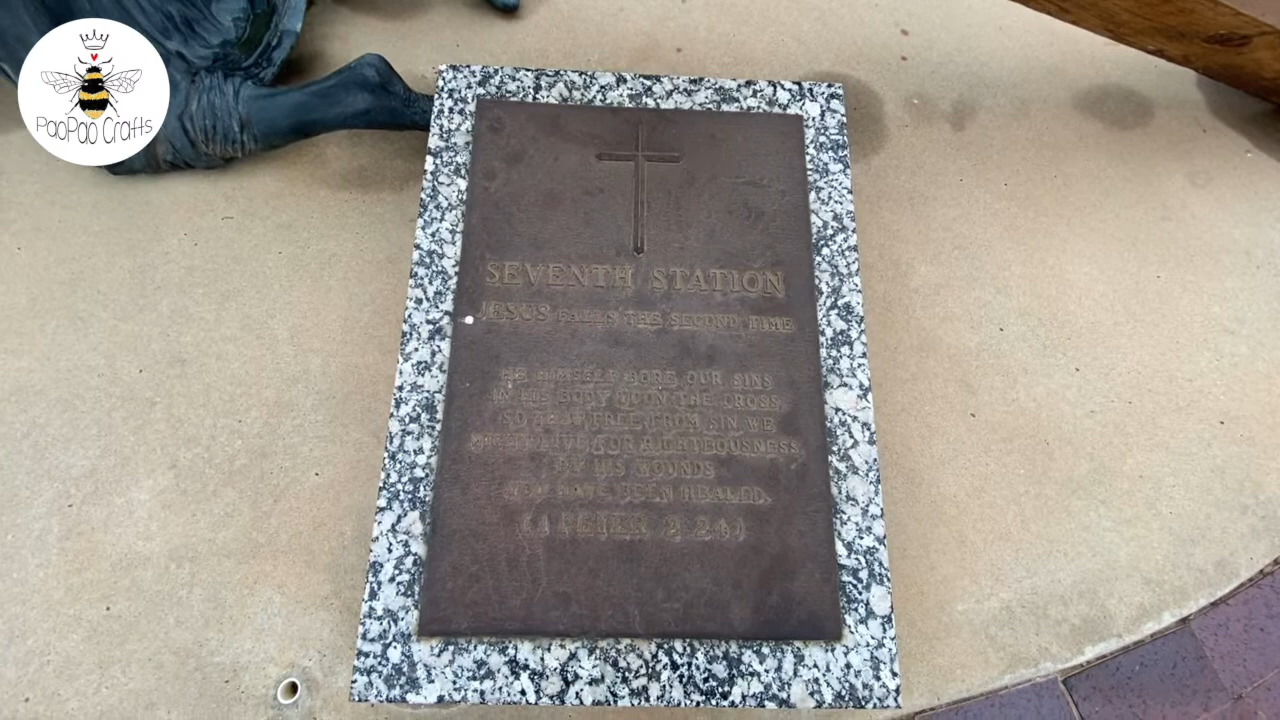 PaoPao Crafts
SEVENTH STATION
JESUS FALLS THE SECOND TIME
HE HIMSELF BORE OUR SINS
IN HIS BODY UPON THE CROSS
SO THAT FREE FROM SIN WE
MIGHT LIVE FOR RIGHTEOUSNESS.
BY HIS WOUNDS
YOU HAVE BEEN HEALED.
(1 PETER 2:24)